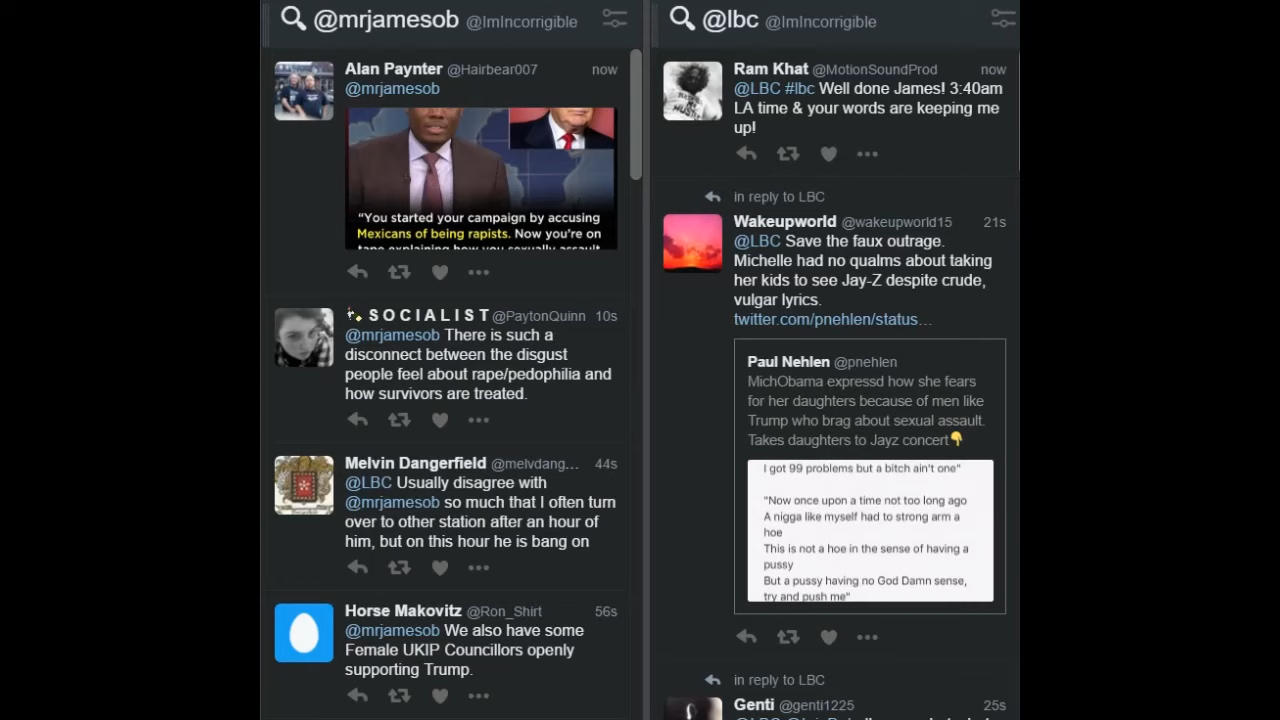 @mrjamesob @ImIncorrigible
Alan Paynter @Hairbear007 now
@mrjamesob
“You started your campaign by accusing
Mexicans of being rapists. Now you're on
tape explaining how you sexually assault
S O C I A L I S T @PaytonQuinn 10s
@mrjamesob There is such a
disconnect between the disgust
people feel about rape/pedophilia and
how survivors are treated.
Melvin Dangerfield @melvdang... 44s
@LBC Usually disagree with
@mrjamesob so much that I often turn
over to other station after an hour of
him, but on this hour he is bang on
Horse Makovitz @Ron_Shirt 56s
@mrjamesob We also have some
Female UKIP Councillors openly
supporting Trump.
@lbc @ImIncorrigible
Ram Khat @MotionSoundProd now
@LBC #lbc Well done James! 3:40am
LA time & your words are keeping me
up!
in reply to LBC
Wakeupworld @wakeupworld15 21s
@LBC Save the faux outrage.
Michelle had no qualms about taking
her kids to see Jay-Z despite crude,
vulgar lyrics.
twitter.com/pnehlen/status...
Paul Nehlen @pnehlen
MichObama expressd how she fears
for her daughters because of men like
Trump who brag about sexual assault.
Takes daughters to Jayz concert👇
I got 99 problems but a bitch ain't one"
"Now once upon a time not too long ago
A nigga like myself had to strong arm a
hoe
This is not a hoe in the sense of having a
pussy
But a pussy having no God Damn sense,
try and push me"
in reply to LBC
Genti @genti1225 25s